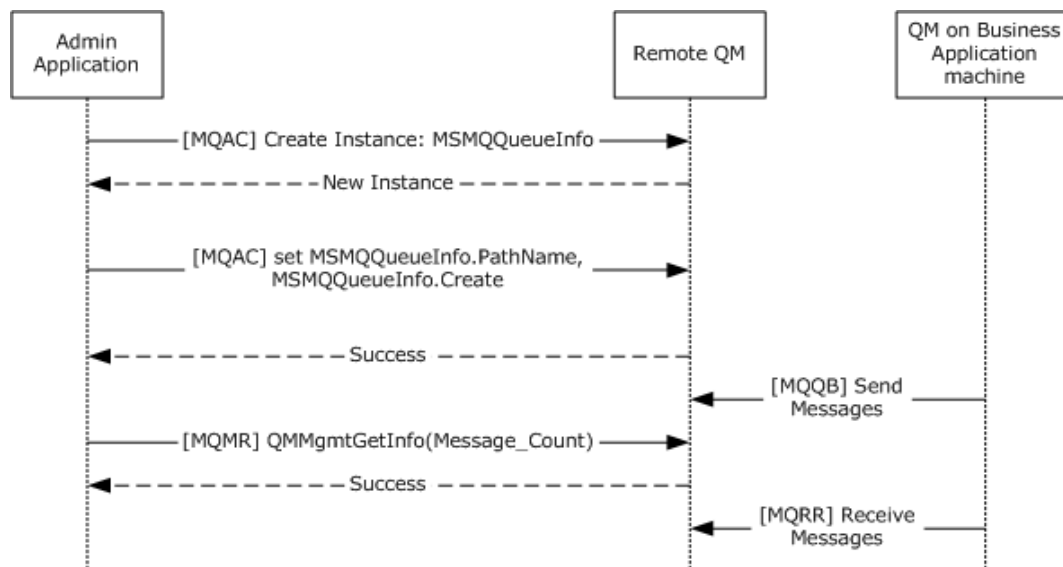 Admin
Application
Remote QM
QM on Business
Application
machine
[MQAC] Create Instance: MSMQQueueInfo
New Instance
[MQAC] set MSMQQueueInfo.PathName,
MSMQQueueInfo.Create
Success
[MQQB] Send
Messages
[MQMR] QMMgmtGetInfo(Message_Count)
Success
[MQRR] Receive
Messages